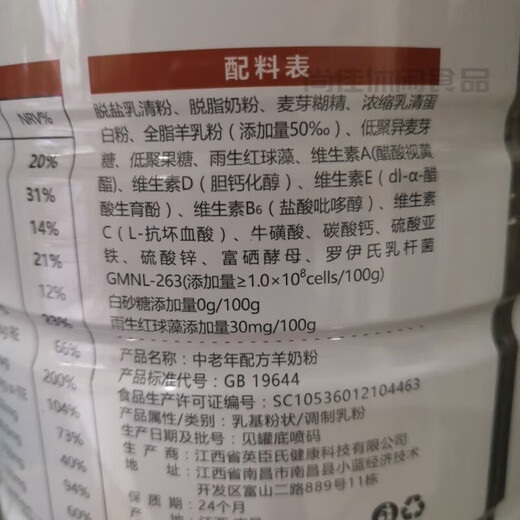 配料表
尚佳休闲食品
脱盐乳清粉、脱脂奶粉、麦芽糊精、浓缩乳清蛋
白粉、全脂羊乳粉（添加量50‰）、低聚异麦芽
糖、低聚果糖、雨生红球藻、维生素A(醋酸视黄
酯)、维生素D（胆钙化醇）、维生素E（dl-α-醋
酸生育酚）、维生素B₆（盐酸吡哆醇）、维生素
C（L-抗坏血酸）、牛磺酸、碳酸钙、硫酸亚
铁、硫酸锌、富硒酵母、罗伊氏乳杆菌
GMNL-263(添加量≥1.0×10⁸cells/100g)
白砂糖添加量0g/100g
雨生红球藻添加量30mg/100g
产品名称：中老年配方羊奶粉
产品标准代号：GB 19644
食品生产许可证编号：SC10536012104463
产品属性/类别：乳基粉状/调制乳粉
生产日期及批号：见罐底喷码
江西省英臣氏健康科技有限公司
地址：江西省南昌市南昌县小蓝经济技术
开发区富山二路889号11栋
保质期：24个月
NRV%
20%
31%
14%
21%
12%
23%
66%
200%
104%
73%
40%
94%
60%